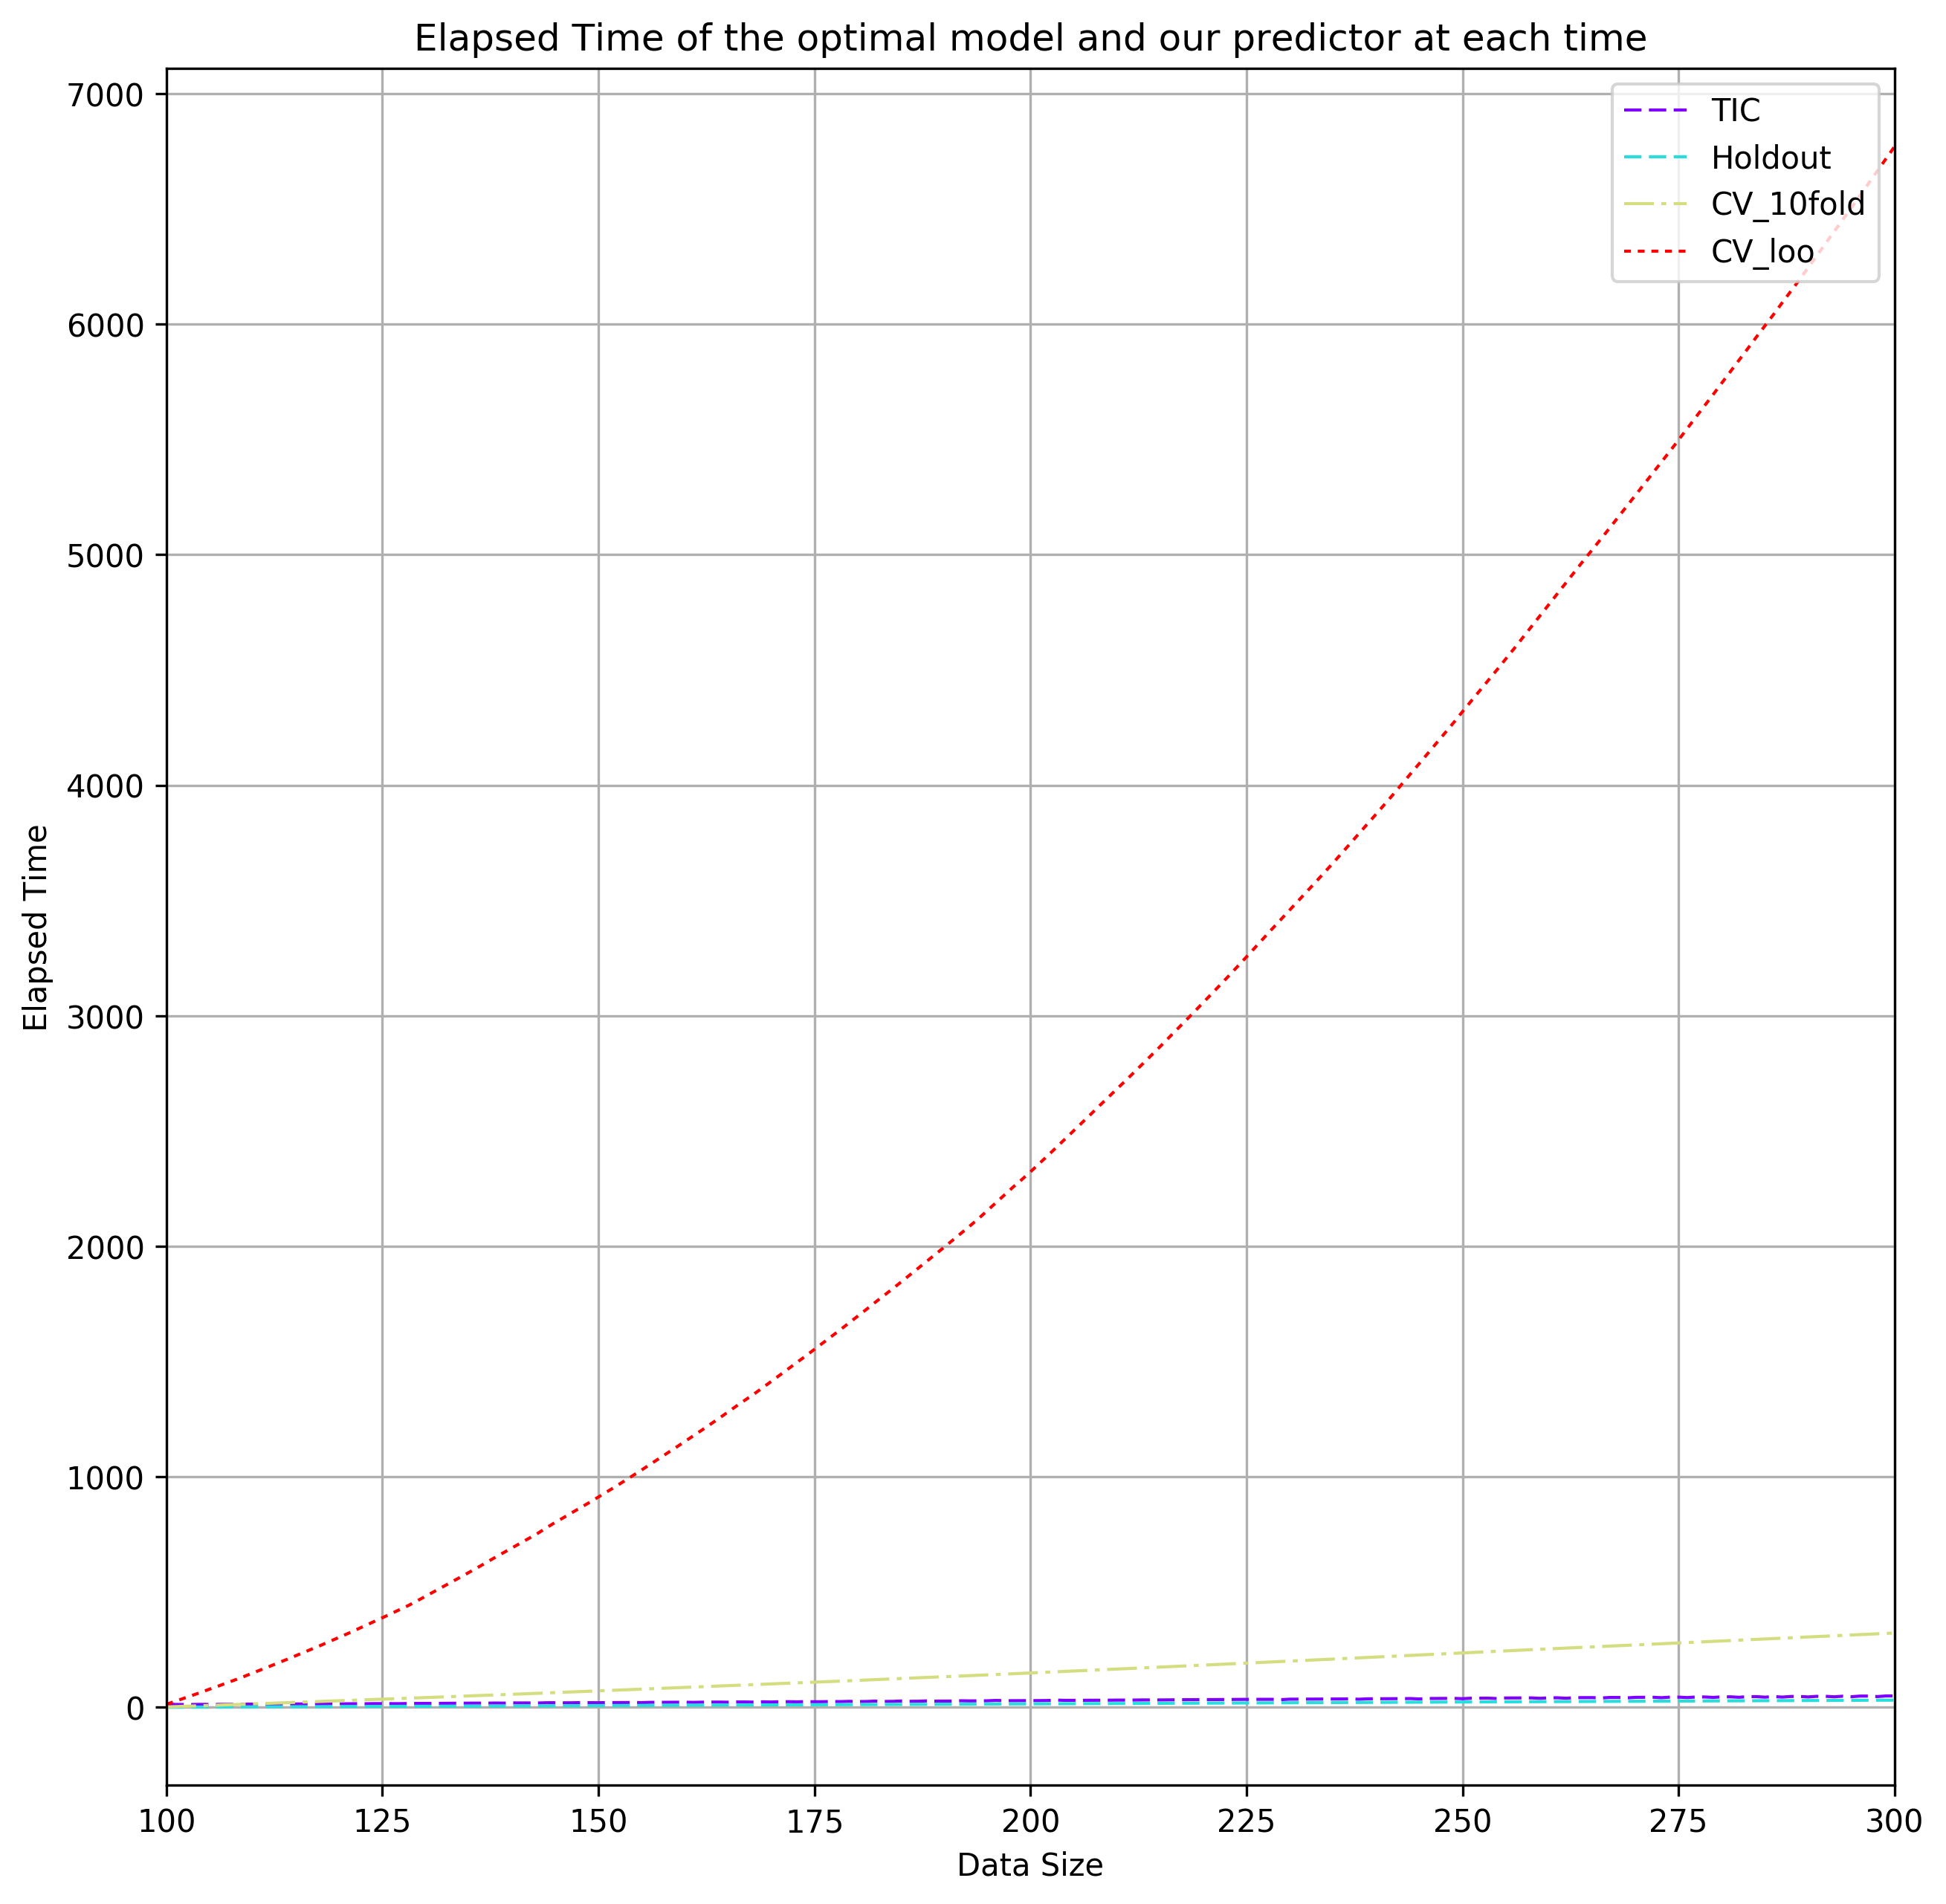 Elapsed Time of the optimal model and our predictor at each time
7000
6000
5000
4000
3000
2000
1000
0
Elapsed Time
TIC
Holdout
CV_10fold
CV_loo
100 125 150 175 200 225 250 275 300
Data Size